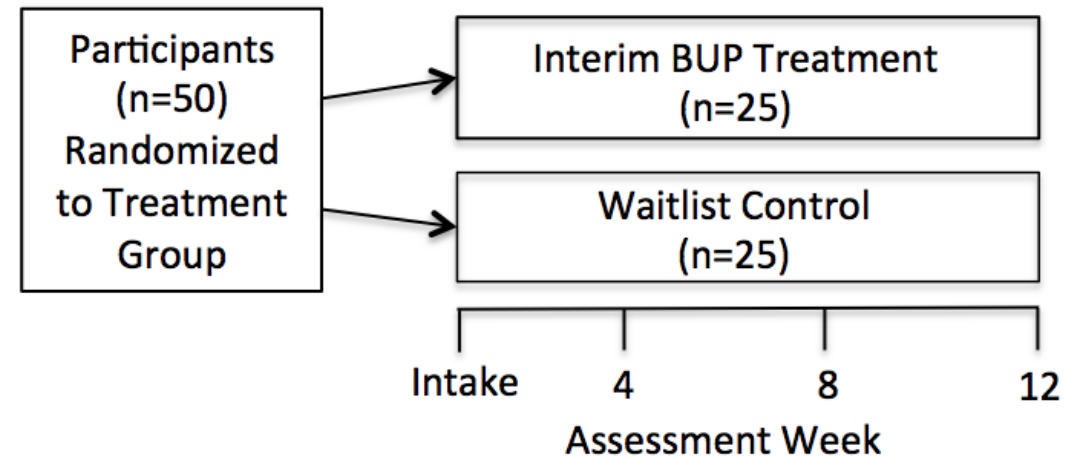 Participants
(n=50)
Randomized
to Treatment
Group
Interim BUP Treatment
(n=25)
Waitlist Control
(n=25)
Intake 4 8 12
Assessment Week